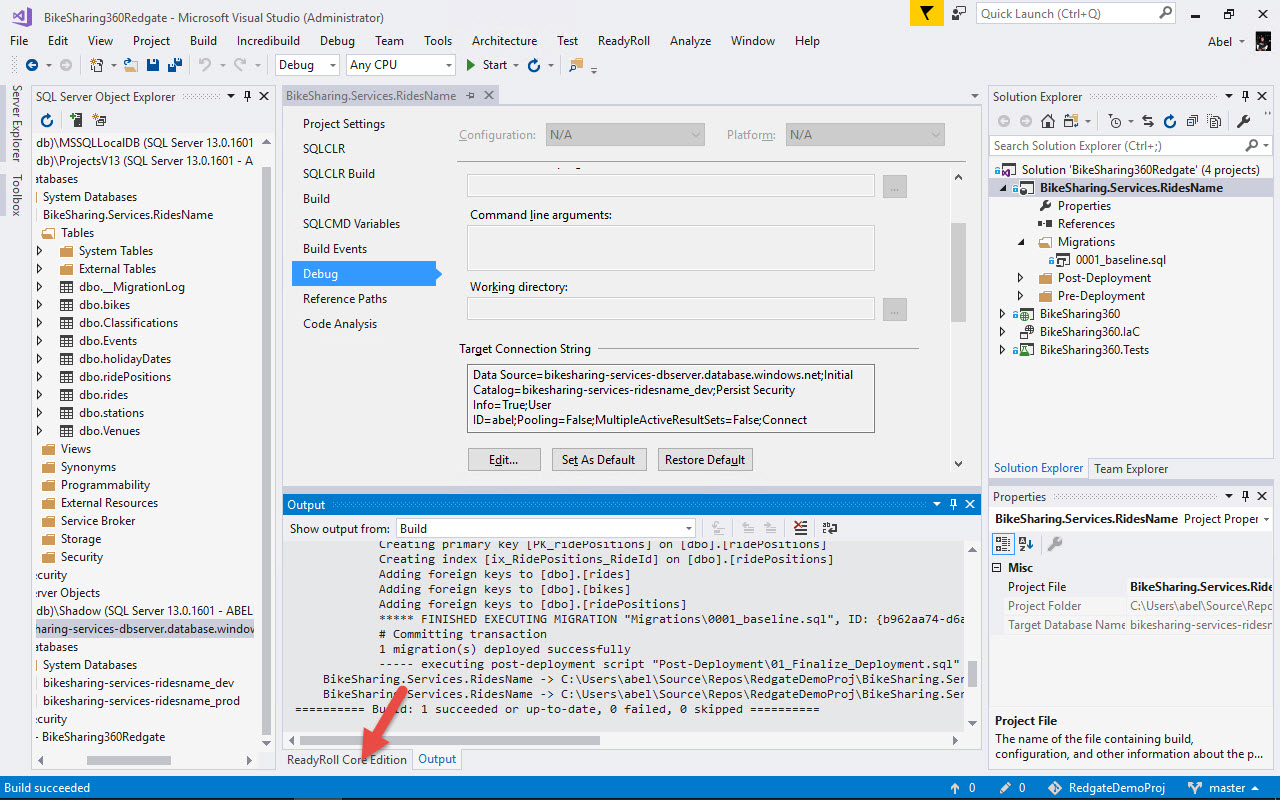 BikeSharing360Redgate - Microsoft Visual Studio (Administrator)
Quick Launch (Ctrl+Q)
File Edit View Project Build Incredibuild Debug Team Tools Architecture Test ReadyRoll Analyze Window Help
Abel
Debug
Any CPU
Start
Server Explorer
Toolbox
SQL Server Object Explorer
db)\MSSQLLocalDB (SQL Server 13.0.1601
db)\ProjectsV13 (SQL Server 13.0.1601 - A
atabases
System Databases
BikeSharing.Services.RidesName
Tables
System Tables
External Tables
dbo.__MigrationLog
dbo.bikes
dbo.Classifications
dbo.Events
dbo.holidayDates
dbo.ridePositions
dbo.rides
dbo.stations
dbo.Venues
Views
Synonyms
Programmability
External Resources
Service Broker
Storage
Security
ecurity
erver Objects
db)\Shadow (SQL Server 13.0.1601 - ABEL
haring-services-dbserver.database.window
atabases
System Databases
bikesharing-services-ridesname_dev
bikesharing-services-ridesname_prod
ecurity
- BikeSharing360Redgate
BikeSharing.Services.RidesName
Project Settings
SQLCLR
SQLCLR Build
Build
SQLCMD Variables
Build Events
Debug
Reference Paths
Code Analysis
Configuration: N/A
Platform: N/A
...
Command line arguments:
Working directory:
...
Target Connection String
Data Source=bikesharing-services-dbserver.database.windows.net;Initial
Catalog=bikesharing-services-ridesname_dev;Persist Security
Info=True;User
ID=abel;Pooling=False;MultipleActiveResultSets=False;Connect
Edit...
Set As Default
Restore Default
Output
Show output from: Build
Creating primary key [PK_ridePositions] on [dbo].[ridePositions]
Creating index [ix_RidePositions_RideId] on [dbo].[ridePositions]
Adding foreign keys to [dbo].[rides]
Adding foreign keys to [dbo].[bikes]
Adding foreign keys to [dbo].[ridePositions]
***** FINISHED EXECUTING MIGRATION "Migrations\0001_baseline.sql", ID: {b962aa74-d6a
# Committing transaction
1 migration(s) deployed successfully
----- executing post-deployment script "Post-Deployment\01_Finalize_Deployment.sql"
BikeSharing.Services.RidesName -> C:\Users\abel\Source\Repos\RedgateDemoProj\BikeSharing.Ser
BikeSharing.Services.RidesName -> C:\Users\abel\Source\Repos\RedgateDemoProj\BikeSharing.Ser
========== Build: 1 succeeded or up-to-date, 0 failed, 0 skipped ==========
ReadyRoll Core Edition
Output
Solution Explorer
Search Solution Explorer (Ctrl+;)
Solution 'BikeSharing360Redgate' (4 projects)
BikeSharing.Services.RidesName
Properties
References
Migrations
0001_baseline.sql
Post-Deployment
Pre-Deployment
BikeSharing360
BikeSharing360.IaC
BikeSharing360.Tests
Solution Explorer
Team Explorer
Properties
BikeSharing.Services.RidesName Project Proper
Misc
Project File BikeSharing.Services.Ride
Project Folder C:\Users\abel\Source\Repo
Target Database Name bikesharing-services-ridesn
Project File
The name of the file containing build,
configuration, and other information about the p...
Build succeeded
0
0
RedgateDemoProj
master